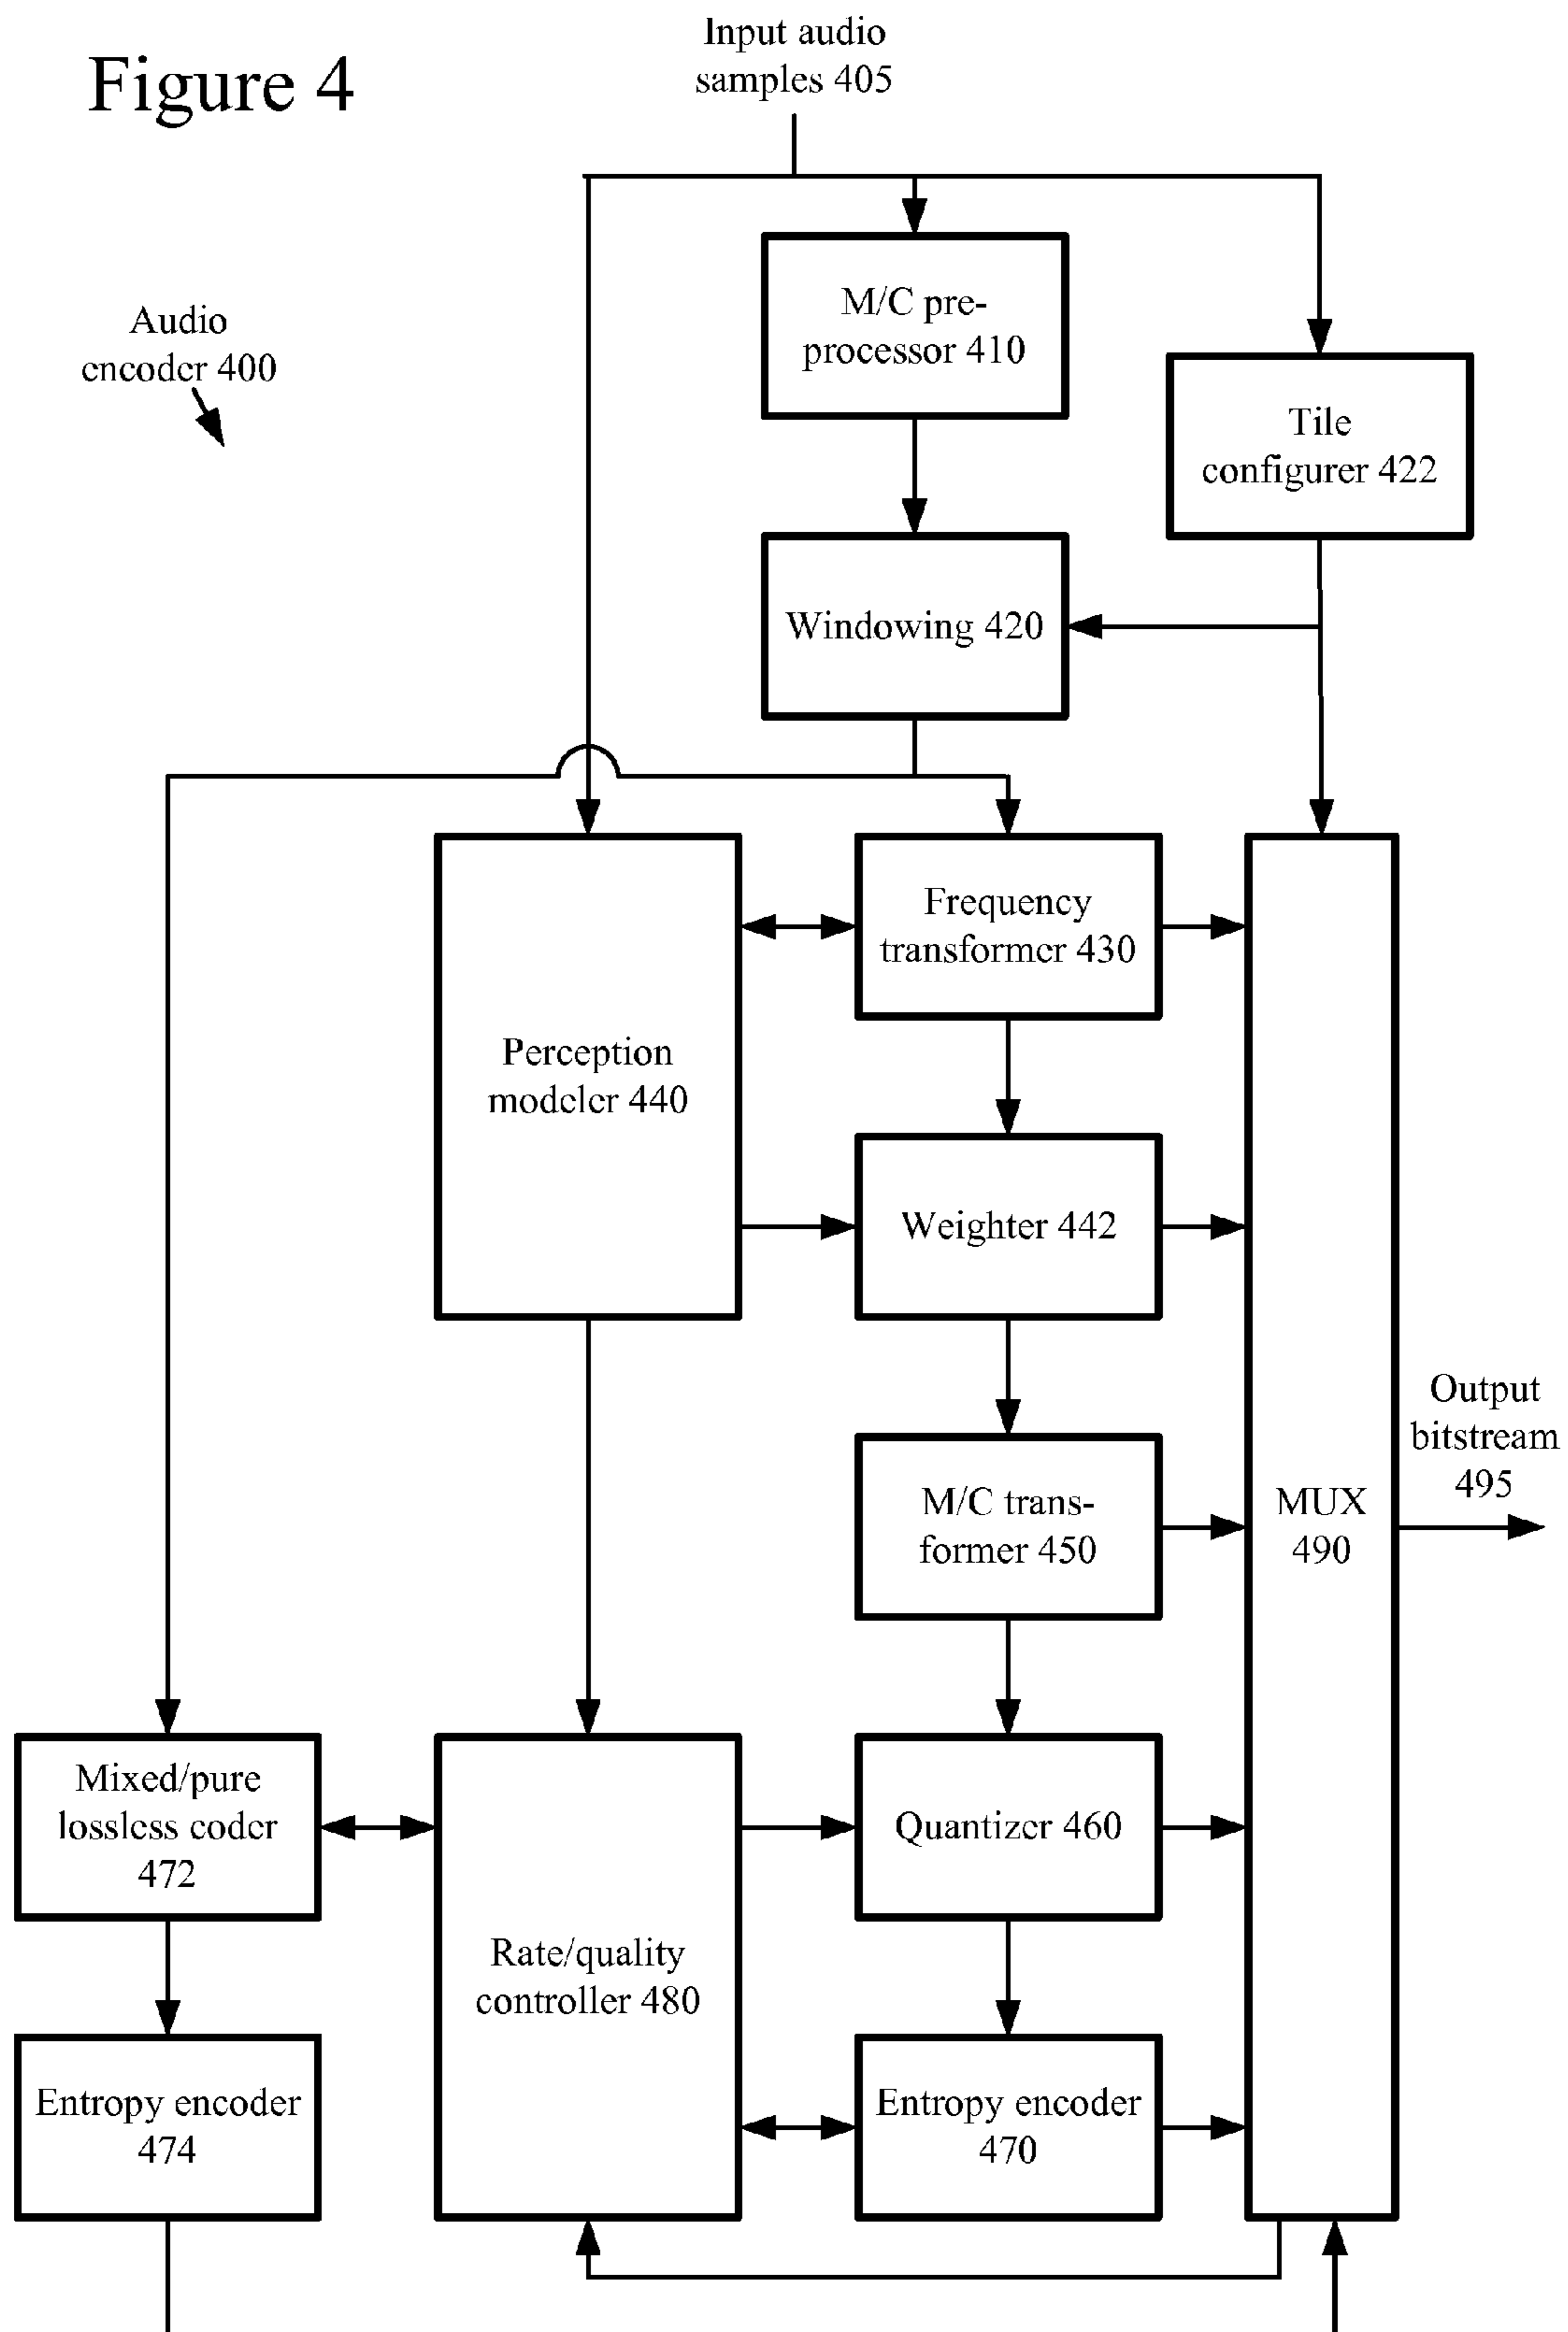 Figure 4
Input audio
samples 405
Audio
encoder 400
M/C pre-
processor 410
Tile
configurer 422
Windowing 420
Perception
modeler 440
Frequency
transformer 430
Weighter 442
M/C trans-
former 450
MUX
490
Output
bitstream
495
Mixed/pure
lossless coder
472
Rate/quality
controller 480
Quantizer 460
Entropy encoder
474
Entropy encoder
470